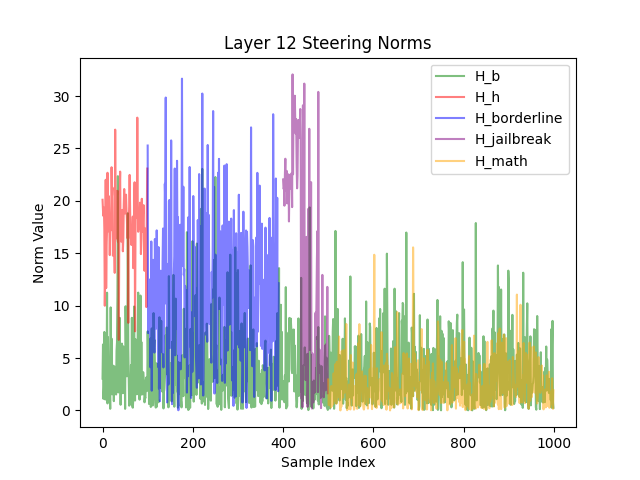 Layer 12 Steering Norms
H_b
H_h
H_borderline
H_jailbreak
H_math
Norm Value
30
25
20
15
10
5
0
0
200
400
600
800
1000
Sample Index